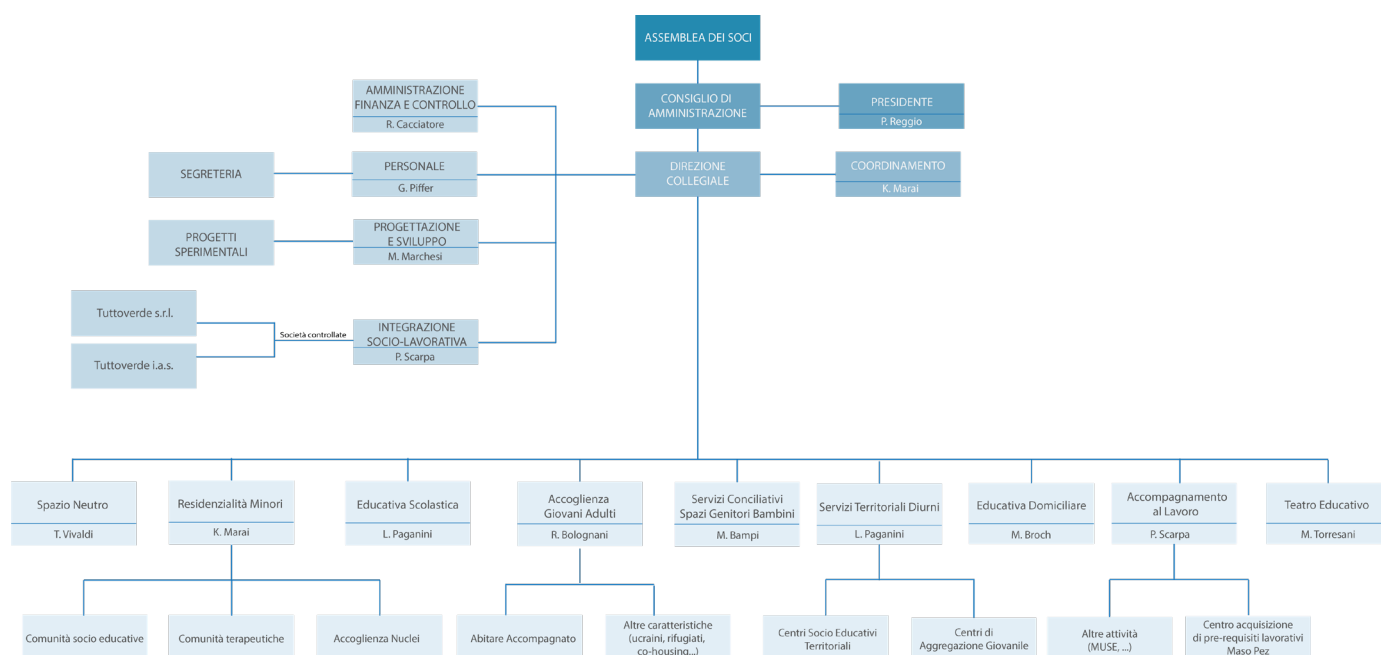 ASSEMBLEA DEI SOCI
AMMINISTRAZIONE
FINANZA E CONTROLLO
R. Cacciatore
CONSIGLIO DI
AMMINISTRAZIONE
PRESIDENTE
P. Reggio
SEGRETERIA
PERSONALE
G. Piffer
DIREZIONE
COLLEGIALE
COORDINAMENTO
K. Marai
PROGETTI
SPERIMENTALI
PROGETTAZIONE
E SVILUPPO
M. Marchesi
Tuttoverde s.r.l.
Tuttoverde i.a.s.
Società controllate
INTEGRAZIONE
SOCIO-LAVORATIVA
P. Scarpa
Spazio Neutro
T. Vivaldi
Residenzialità Minori
K. Marai
Educativa Scolastica
L. Paganini
Accoglienza
Giovani Adulti
R. Bolognani
Servizi Conciliativi
Spazi Genitori Bambini
M. Bampi
Servizi Territoriali Diurni
L. Paganini
Educativa Domiciliare
M. Broch
Accompagnamento
al Lavoro
P. Scarpa
Teatro Educativo
M. Torresani
Comunità socio educative
Comunità terapeutiche
Accoglienza Nuclei
Abitare Accompagnato
Altre caratteristiche
(ucraini, rifugiati,
co-housing...)
Centri Socio Educativi
Territoriali
Centri di
Aggregazione Giovanile
Altre attività
(MUSE, ...)
Centro acquisizione
di pre-requisiti lavorativi
Maso Pez